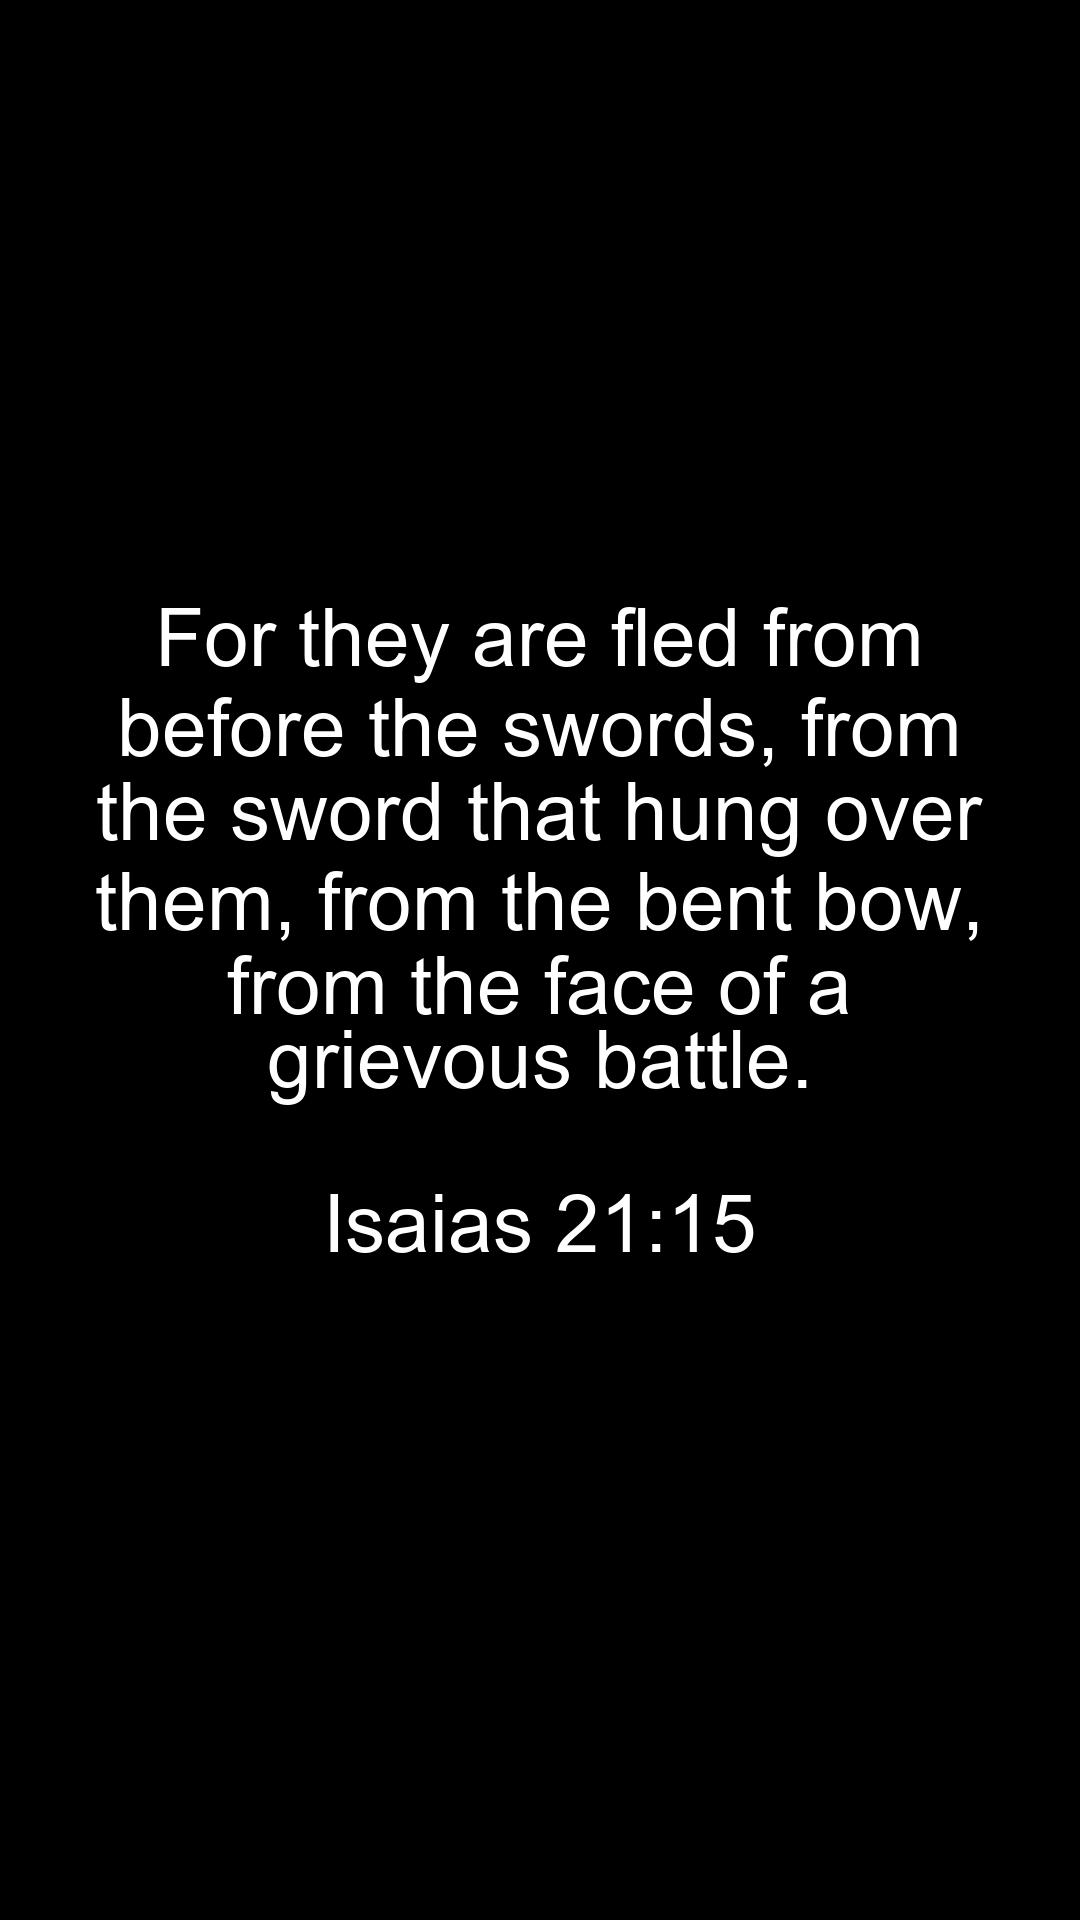 For they are fled from
before the swords, from
the sword that hung over
them, from the bent bow,
from the face of a
grievous battle.
Isaias 21:15